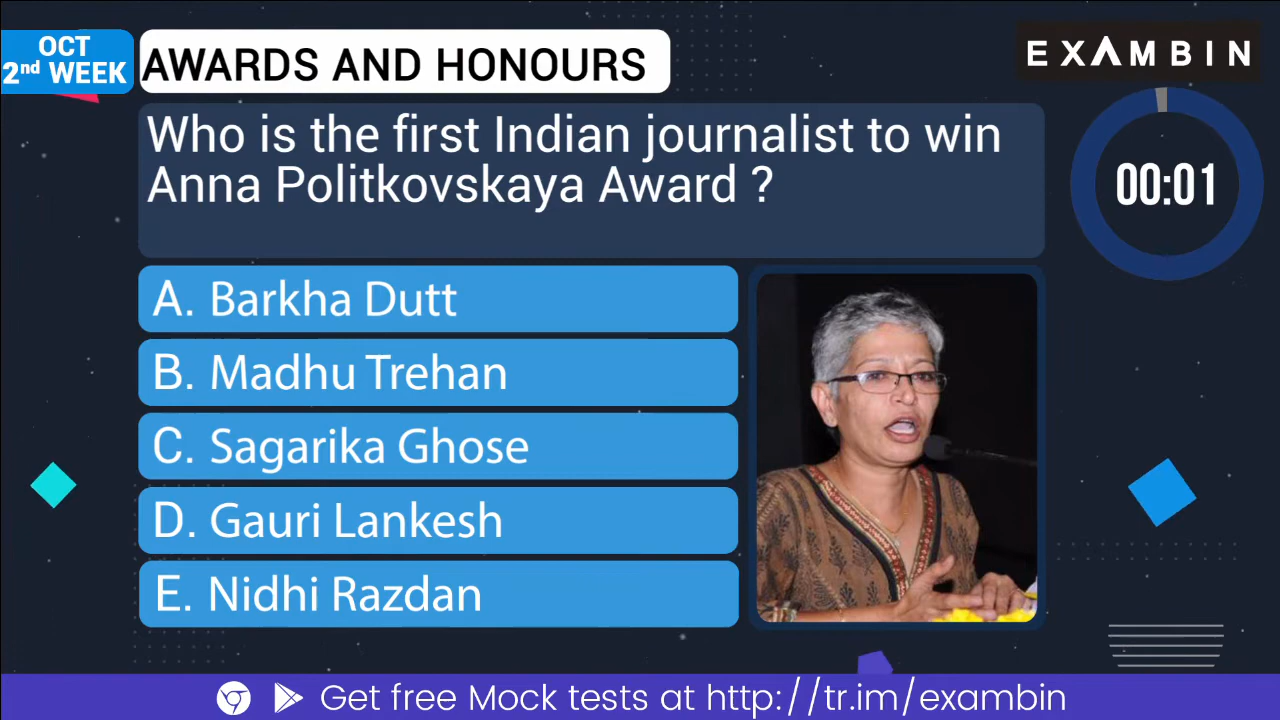 OCT
2nd WEEK
AWARDS AND HONOURS
EXAMBIN
Who is the first Indian journalist to win
Anna Politkovskaya Award ?
00:01
A. Barkha Dutt
B. Madhu Trehan
C. Sagarika Ghose
D. Gauri Lankesh
E. Nidhi Razdan
Get free Mock tests at http://tr.im/exambin